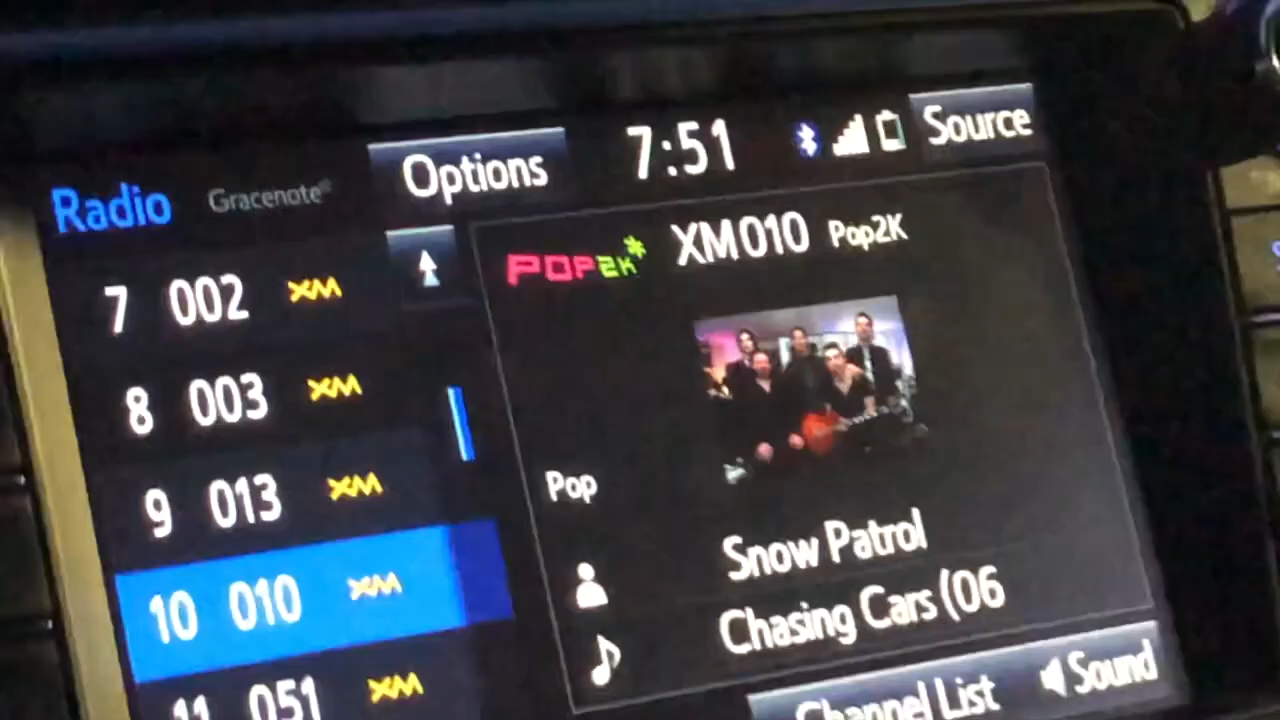 Radio Gracenote® Options 7:51 Source
7 002 XM
8 003 XM
9 013 XM
10 010 XM
11 051 XM
POP2K* XM010 Pop2K
Pop
Snow Patrol
Chasing Cars (06
Channel List Sound